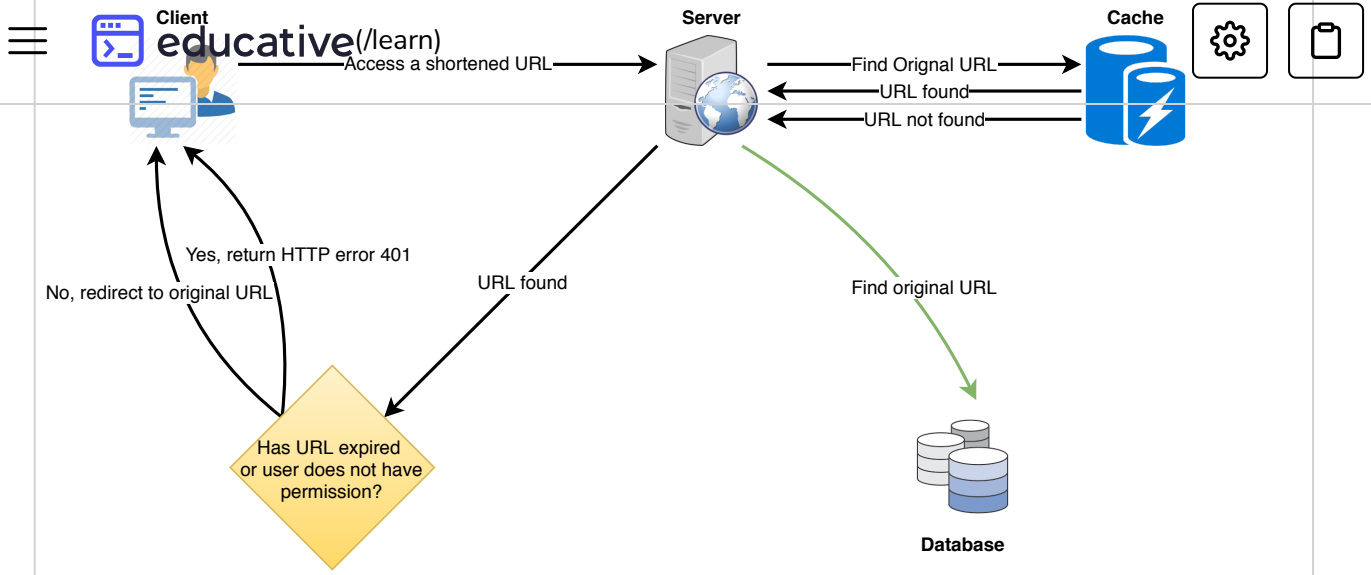 Client
Server
Cache
educative(/learn)
Access a shortened URL
Find Orignal URL
URL found
URL not found
Yes, return HTTP error 401
No, redirect to original URL
URL found
Find original URL
Has URL expired
or user does not have
permission?
Database